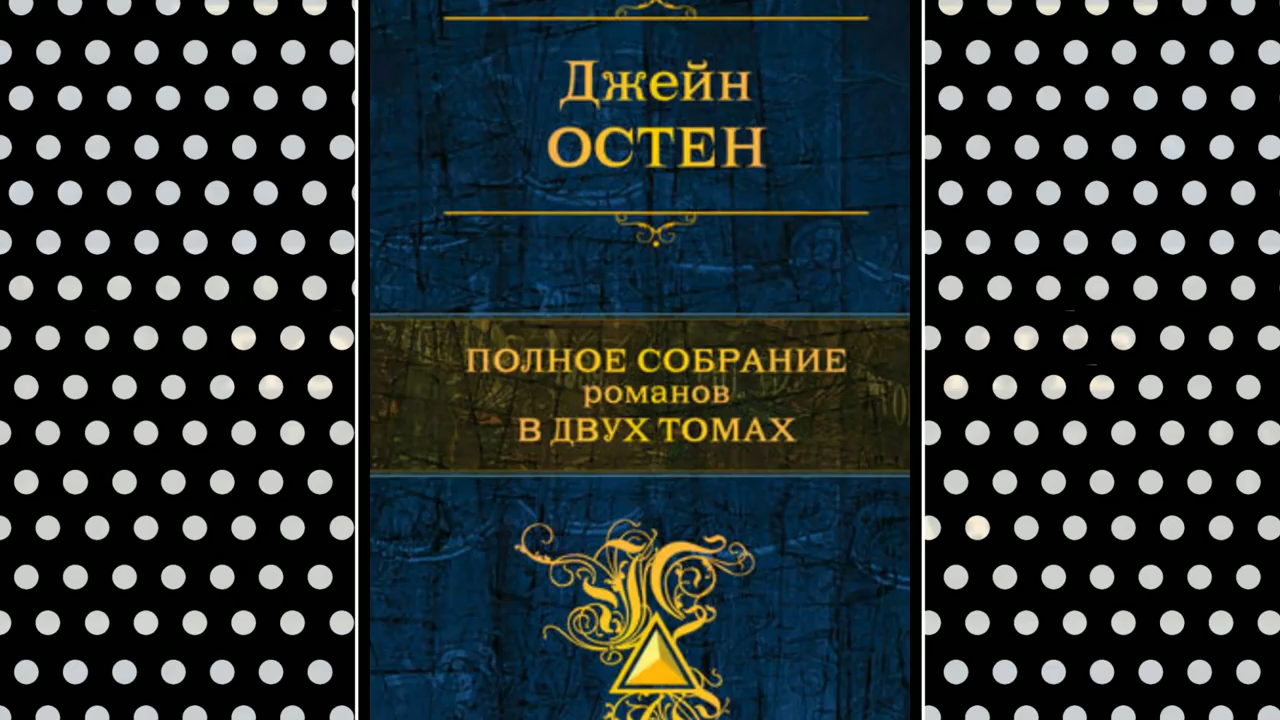 Джейн
ОСТЕН
ПОЛНОЕ СОБРАНИЕ
романов
В ДВУХ ТОМАХ